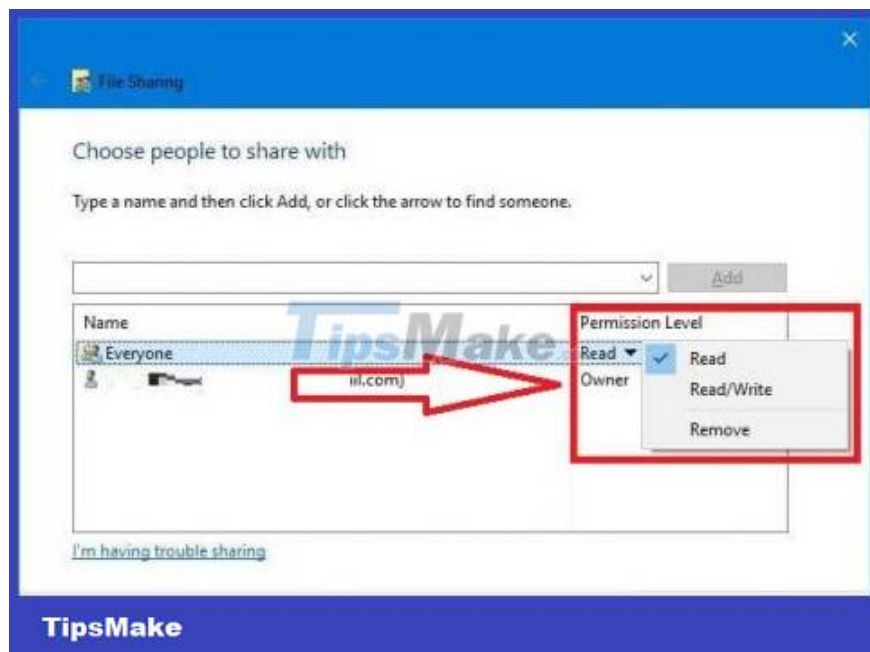 File Sharing
Choose people to share with
Type a name and then click Add, or click the arrow to find someone.
Add
Name
Permission Level
TipsMake
Everyone
Read
Read
.com)
Owner
Read/Write
Remove
I'm having trouble sharing
TipsMake